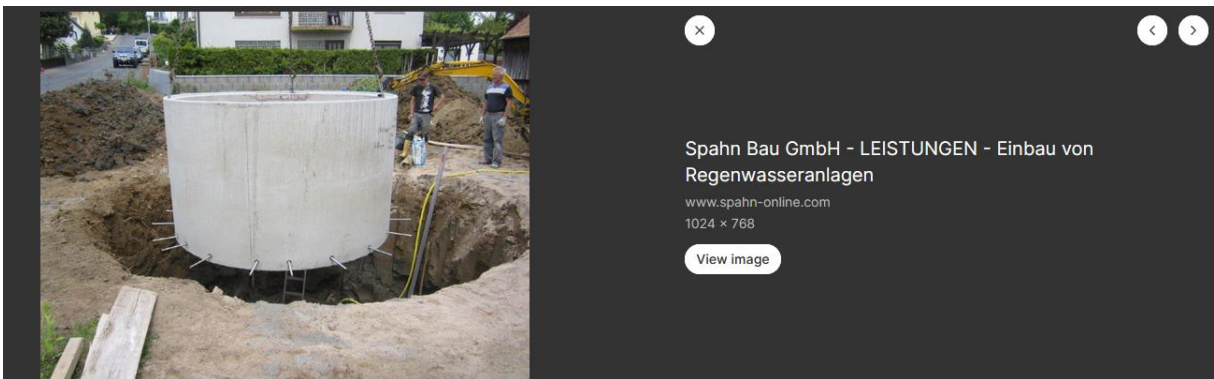 Spahn Bau GmbH - LEISTUNGEN - Einbau von
Regenwasseranlagen
www.spahn-online.com
1024 × 768
View image